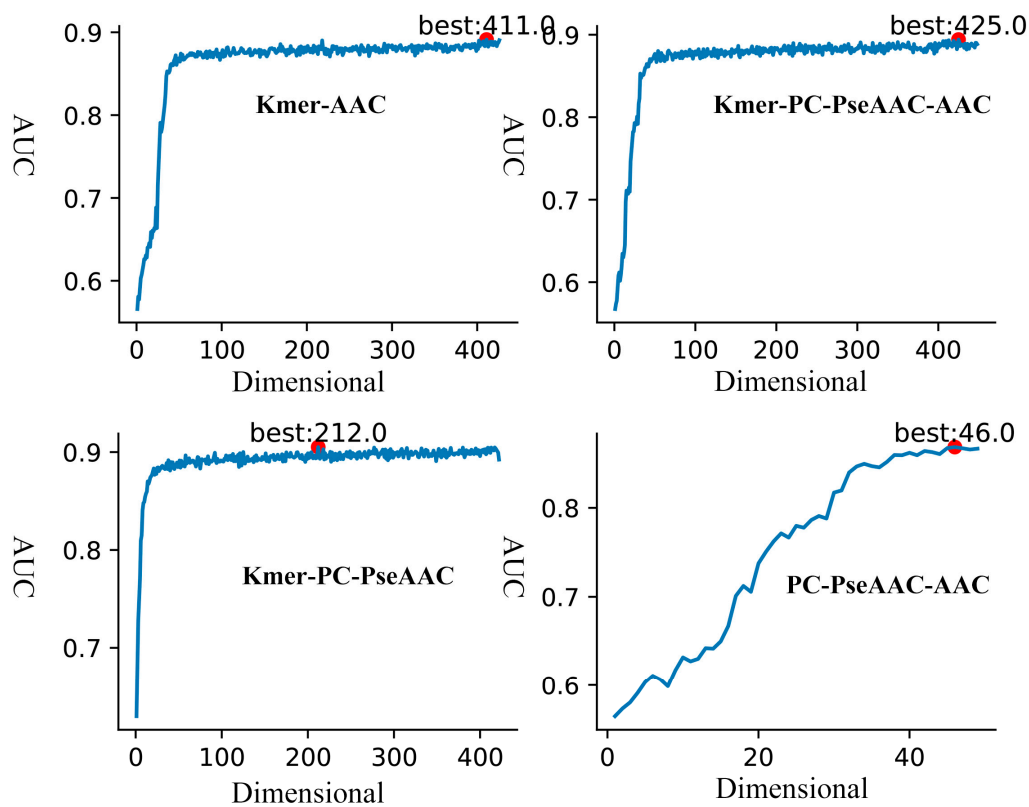 best:411.0
0.9
0.8
0.7
0.6
AUC
Kmer-AAC
0 100 200 300 400
Dimensional
best:425.0
0.9
0.8
0.7
0.6
AUC
Kmer-PC-PseAAC-AAC
0 100 200 300 400
Dimensional
best:212.0
0.9
0.8
0.7
AUC
Kmer-PC-PseAAC
0 100 200 300 400
Dimensional
best:46.0
0.8
0.7
0.6
AUC
PC-PseAAC-AAC
0 20 40
Dimensional